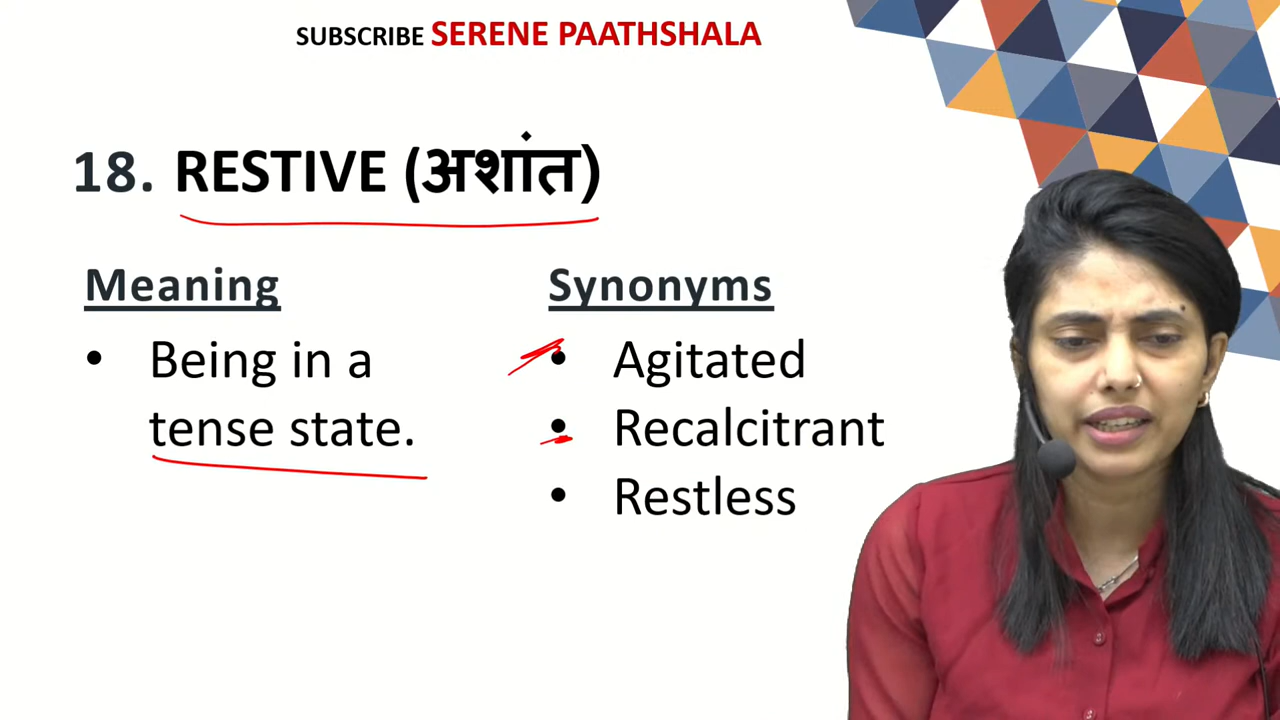 SUBSCRIBE SERENE PAATHSHALA
18. RESTIVE (अशांत)
Meaning
• Being in a
tense state.
Synonyms
• Agitated
• Recalcitrant
• Restless